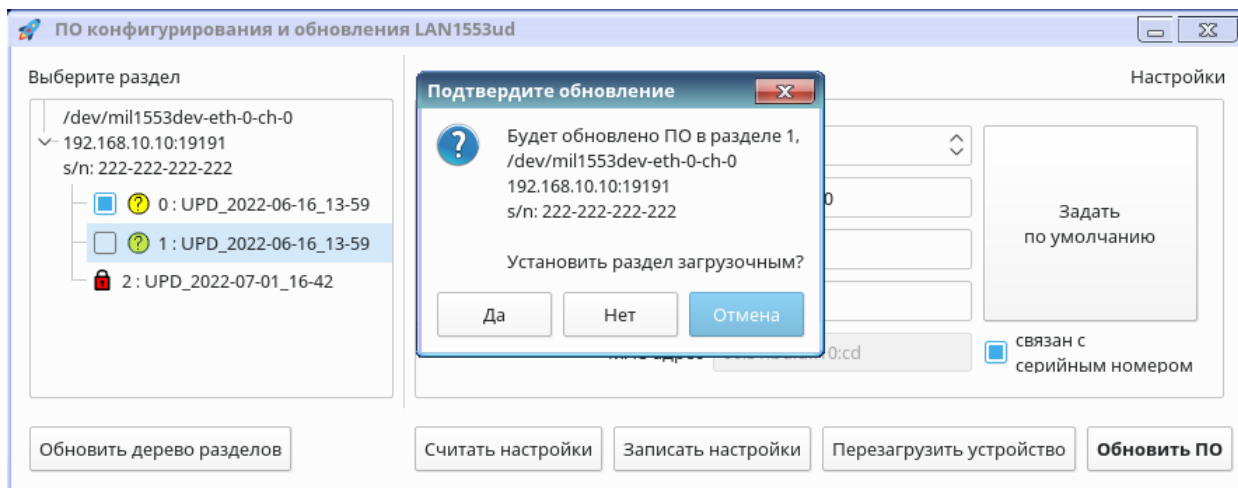 ПО конфигурирования и обновления LAN1553ud
Выберите раздел
Настройки
/dev/mil1553dev-eth-0-ch-0
192.168.10.10:19191
s/n: 222-222-222-222
0 : UPD_2022-06-16_13-59
1 : UPD_2022-06-16_13-59
2 : UPD_2022-07-01_16-42
Подтвердите обновление
Будет обновлено ПО в разделе 1,
/dev/mil1553dev-eth-0-ch-0
192.168.10.10:19191
s/n: 222-222-222-222
Установить раздел загрузочным?
Да
Нет
Отмена
0
Задать
по умолчанию
0:cd
связан с
серийным номером
Обновить дерево разделов
Считать настройки
Записать настройки
Перезагрузить устройство
Обновить ПО